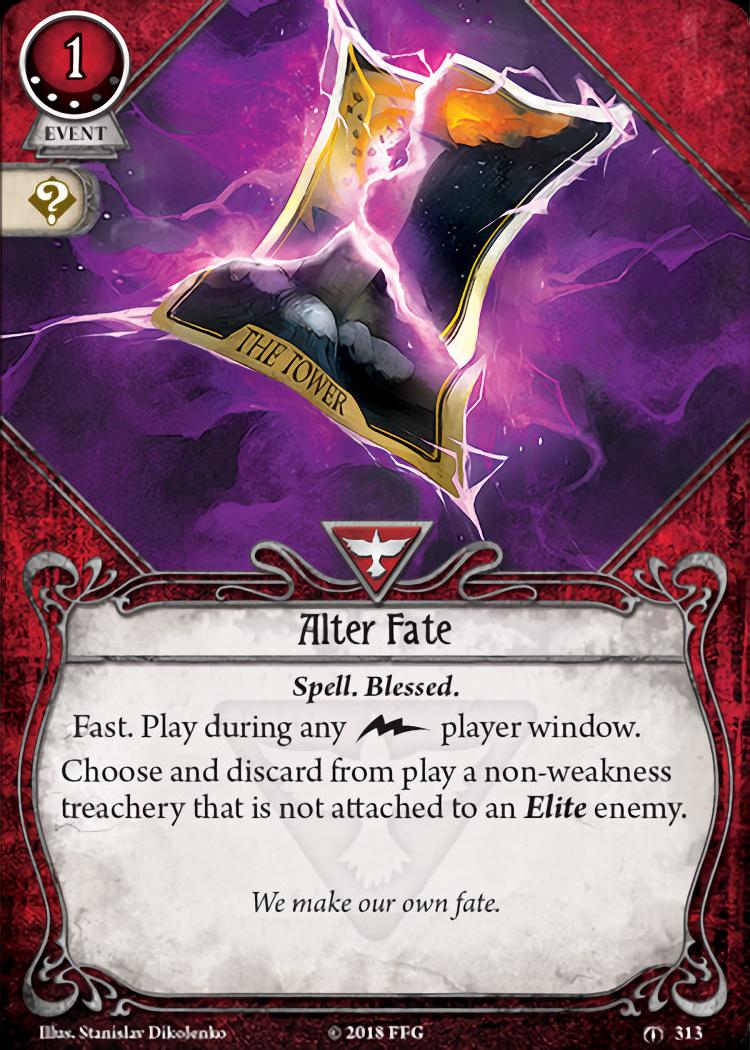 1
EVENT
?
THE TOWER
Alter Fate
Spell. Blessed.
Fast. Play during any player window.
Choose and discard from play a non-weakness
treachery that is not attached to an Elite enemy.
We make our own fate.
Illus. Stanislav Dikolenko
© 2018 FFG
313